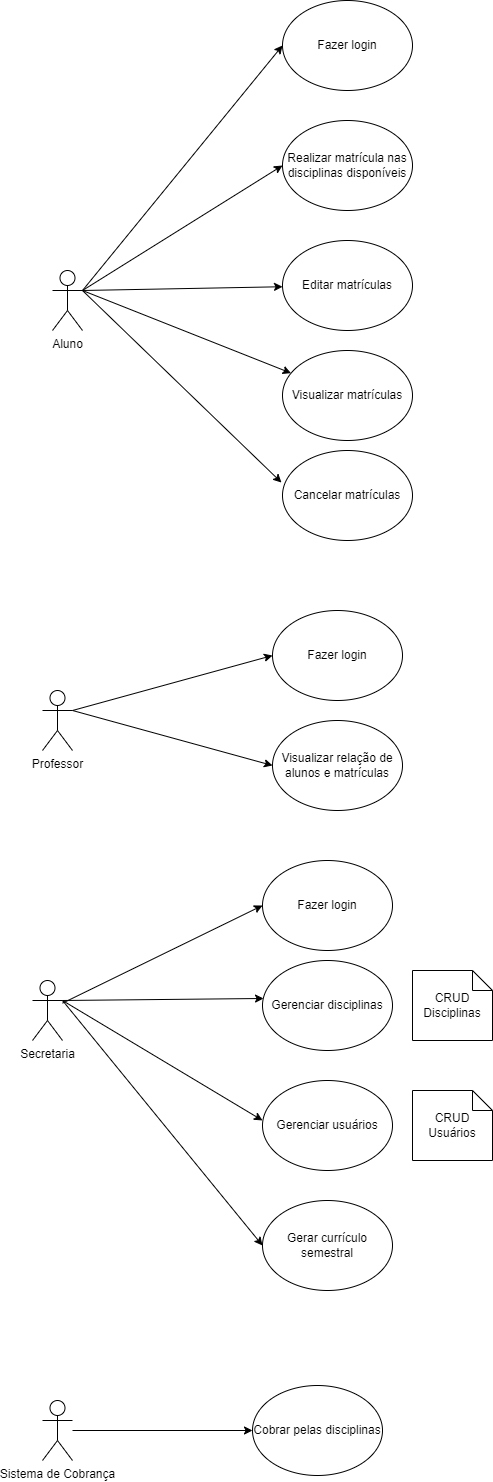 Fazer login
Realizar matrícula nas
disciplinas disponíveis
Editar matrículas
Aluno
Visualizar matrículas
Cancelar matrículas
Fazer login
Professor
Visualizar relação de
alunos e matrículas
Fazer login
Secretaria
Gerenciar disciplinas
CRUD
Disciplinas
Gerenciar usuários
CRUD
Usuários
Gerar currículo
semestral
Cobrar pelas disciplinas
Sistema de Cobrança